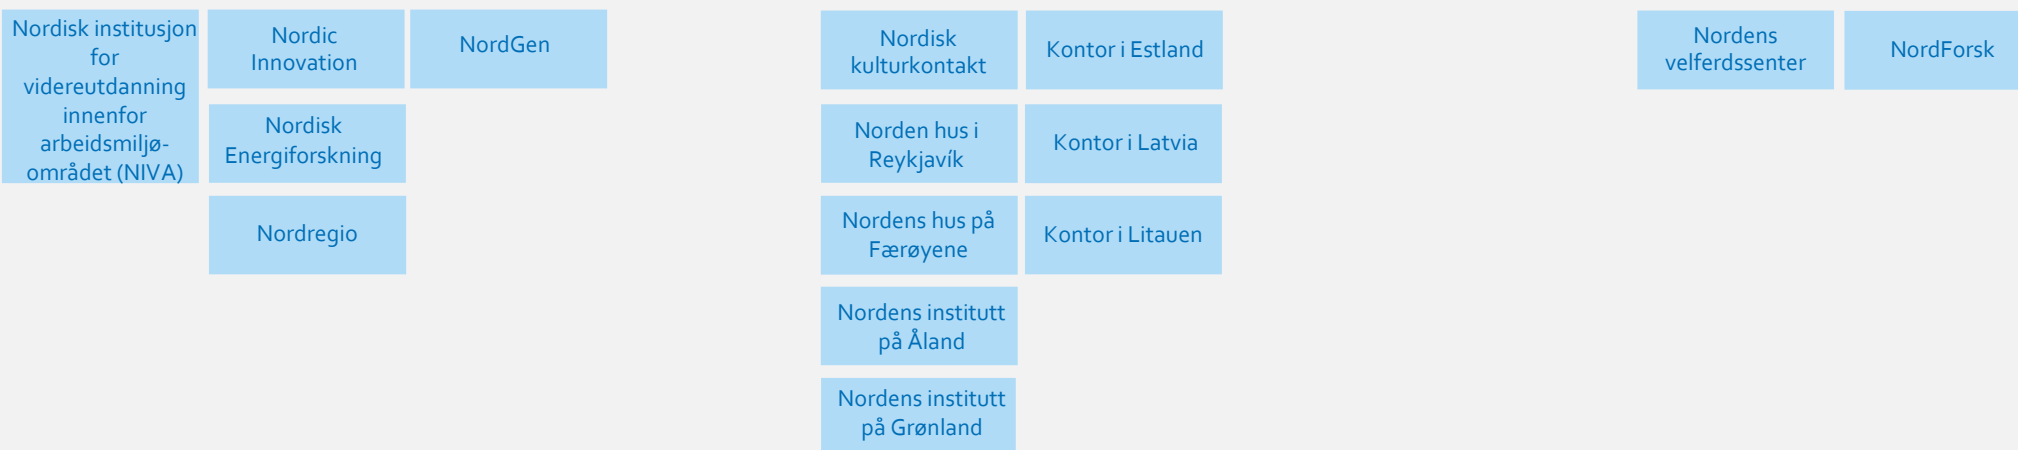 Nordisk institusjon
for
videreutdanning
innenfor
arbeidsmiljø-
området (NIVA)
Nordic
Innovation
NordGen
Nordisk
Energiforskning
Nordregio
Nordisk
kulturkontakt
Kontor i Estland
Norden hus i
Reykjavík
Kontor i Latvia
Nordens hus på
Færøyene
Kontor i Litauen
Nordens institutt
på Åland
Nordens institutt
på Grønland
Nordens
velferdssenter
NordForsk